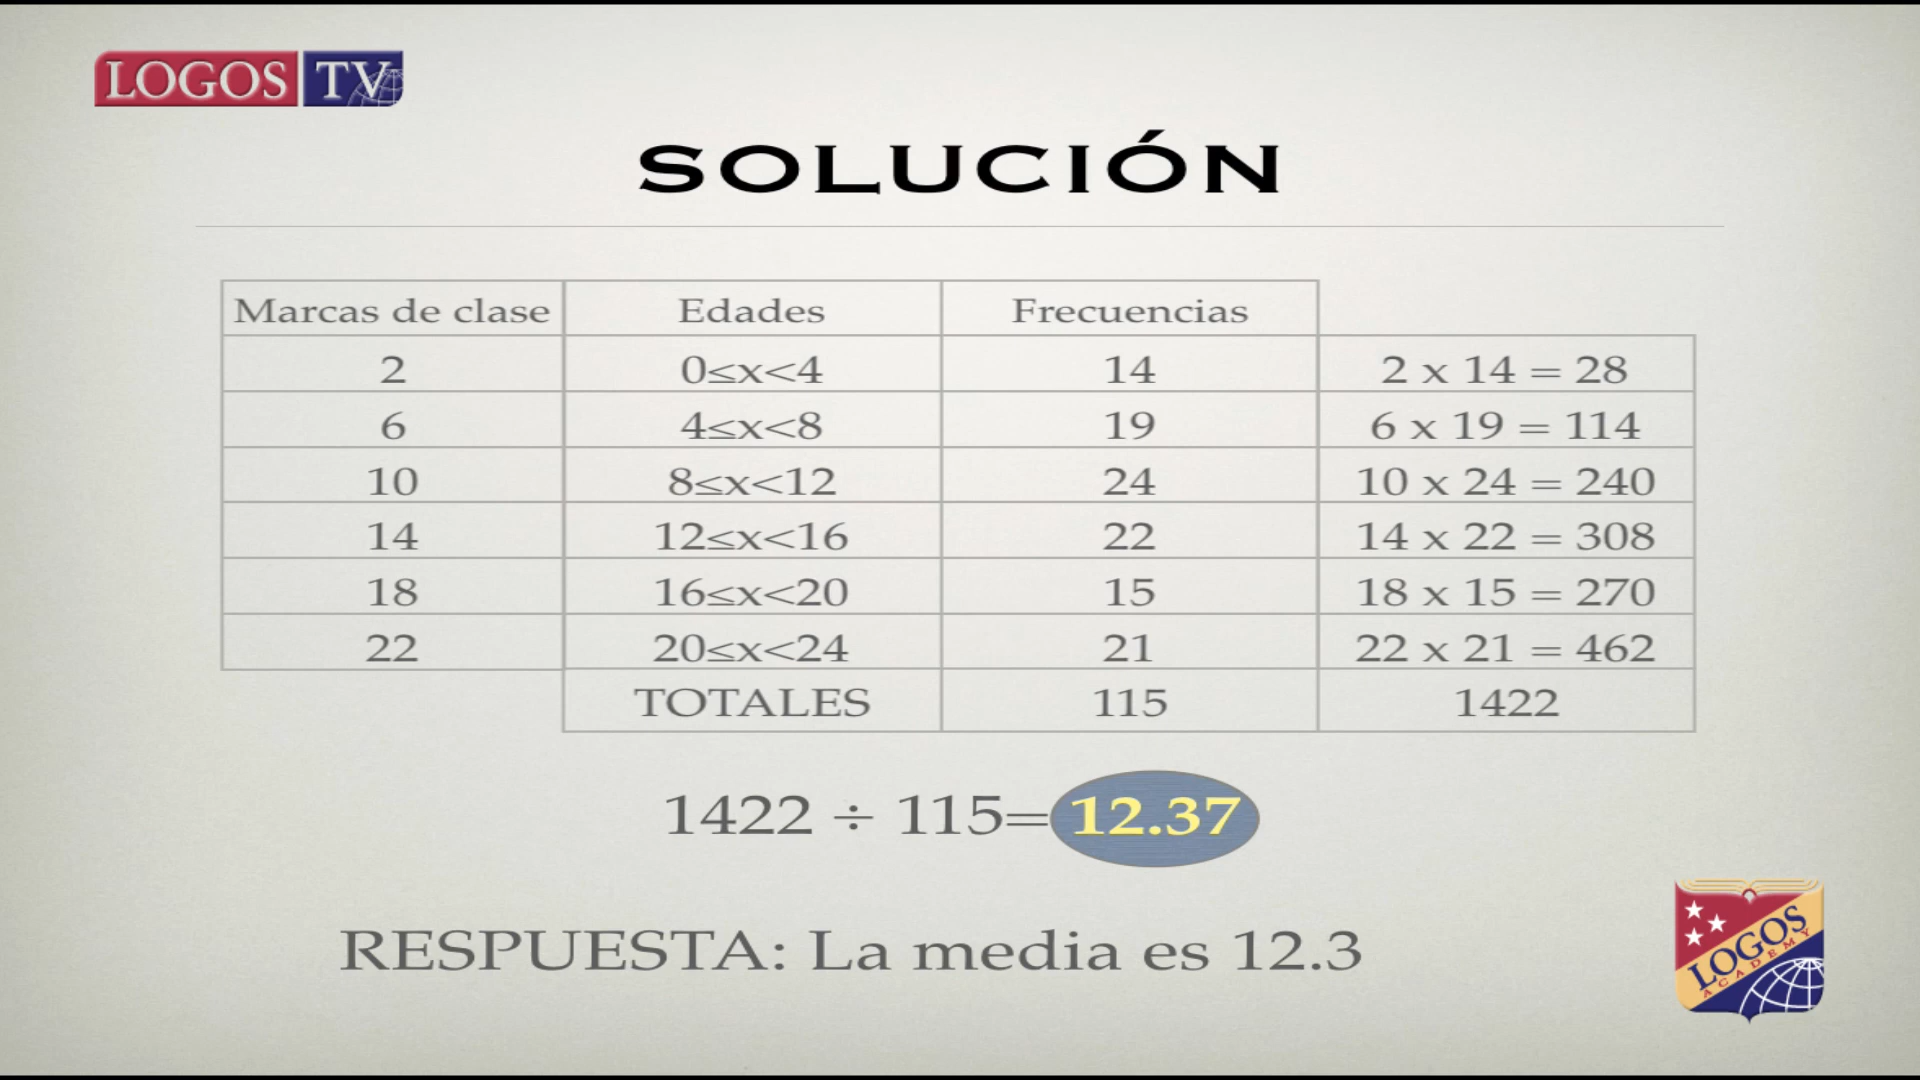 LOGOS TV
SOLUCIÓN
Marcas de clase Edades Frecuencias
2 0≤x<4 14 2 x 14 = 28
6 4≤x<8 19 6 x 19 = 114
10 8≤x<12 24 10 x 24 = 240
14 12≤x<16 22 14 x 22 = 308
18 16≤x<20 15 18 x 15 = 270
22 20≤x<24 21 22 x 21 = 462
TOTALES 115 1422
1422 ÷ 115= 12.37
RESPUESTA: La media es 12.3
LOGOS
ACADEMY